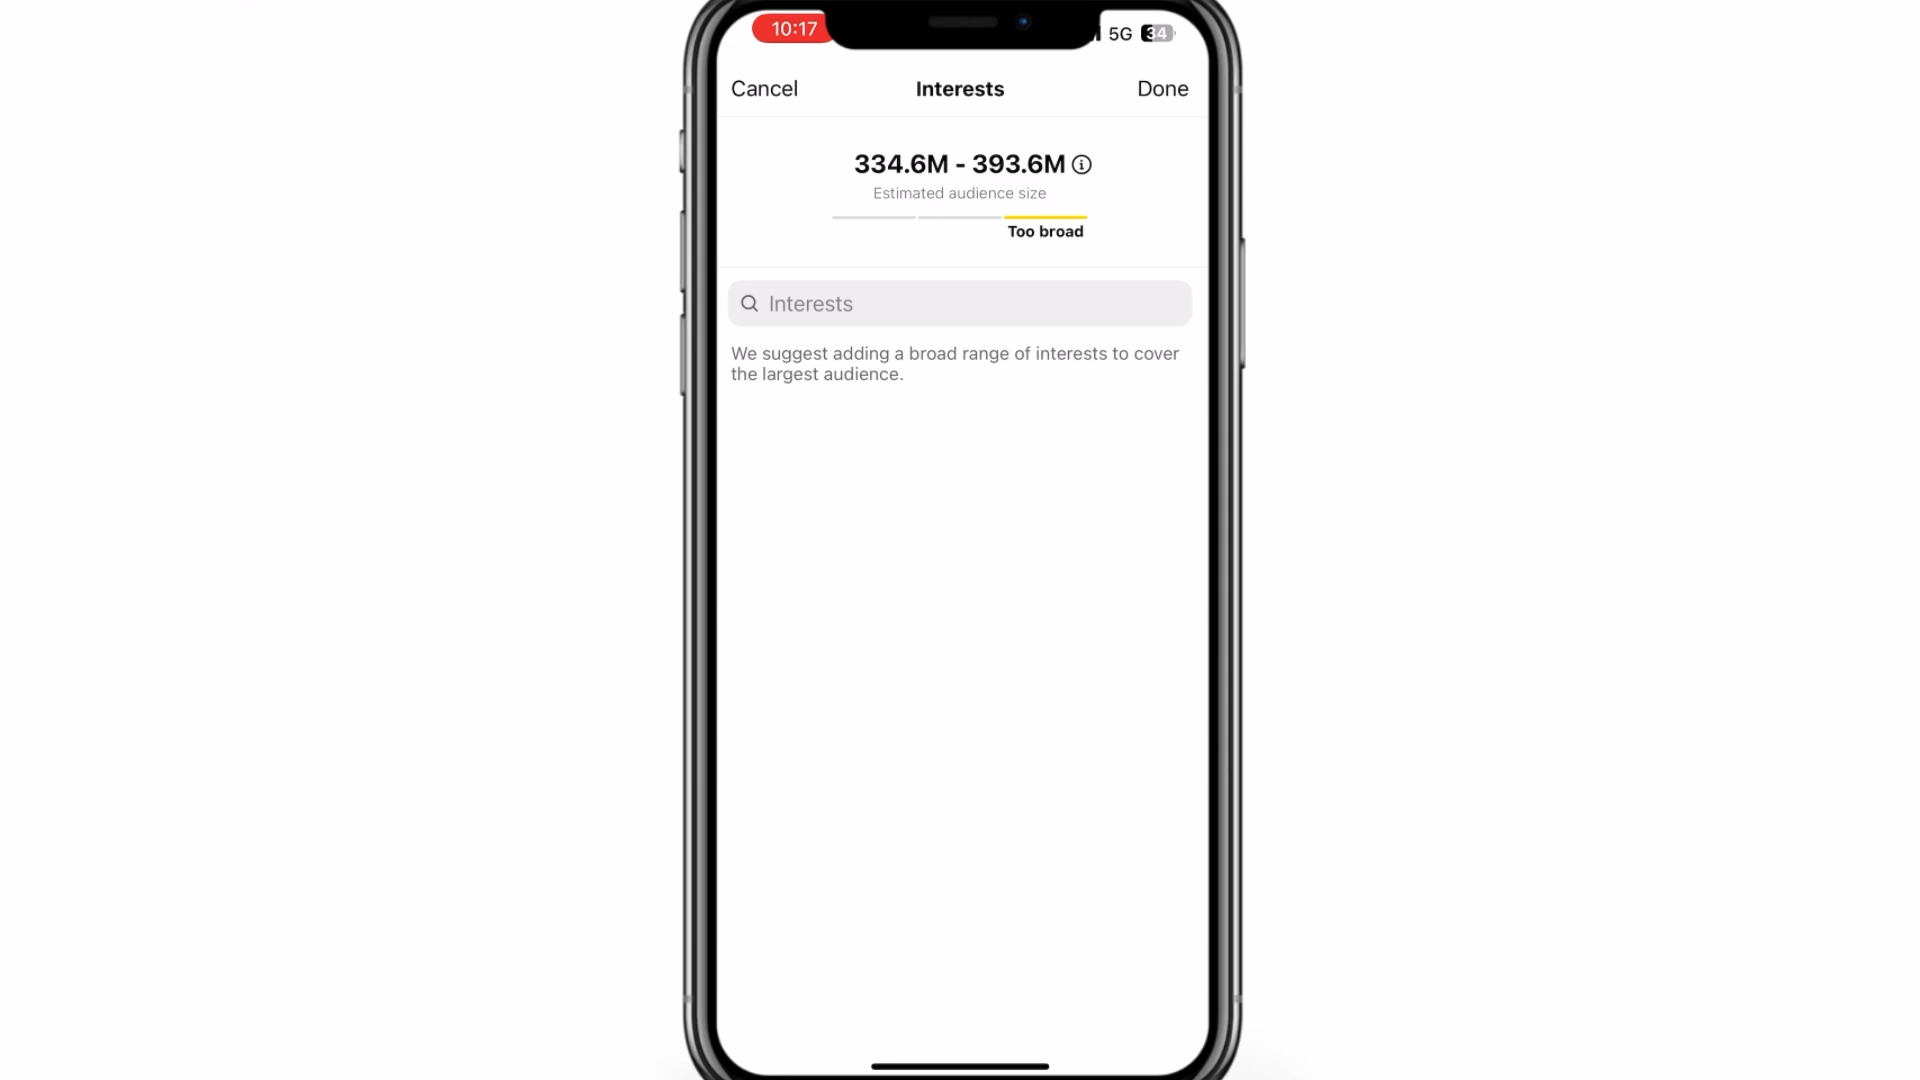 10:17
5G 34
Cancel Interests Done
334.6M - 393.6M
Estimated audience size
Too broad
Interests
We suggest adding a broad range of interests to cover
the largest audience.